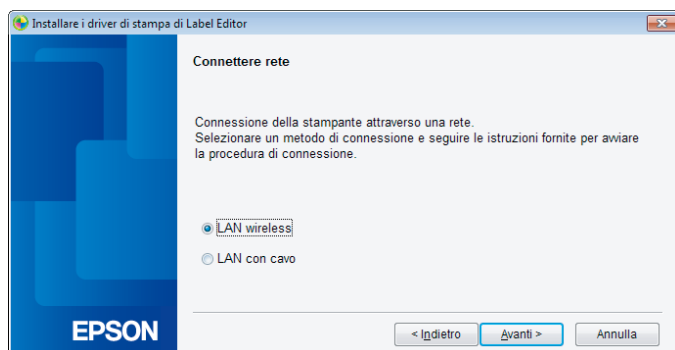 Installare i driver di stampa di Label Editor
Connettere rete
Connessione della stampante attraverso una rete.
Selezionare un metodo di connessione e seguire le istruzioni fornite per avviare
la procedura di connessione.
LAN wireless
LAN con cavo
EPSON
< Indietro
Avanti >
Annulla